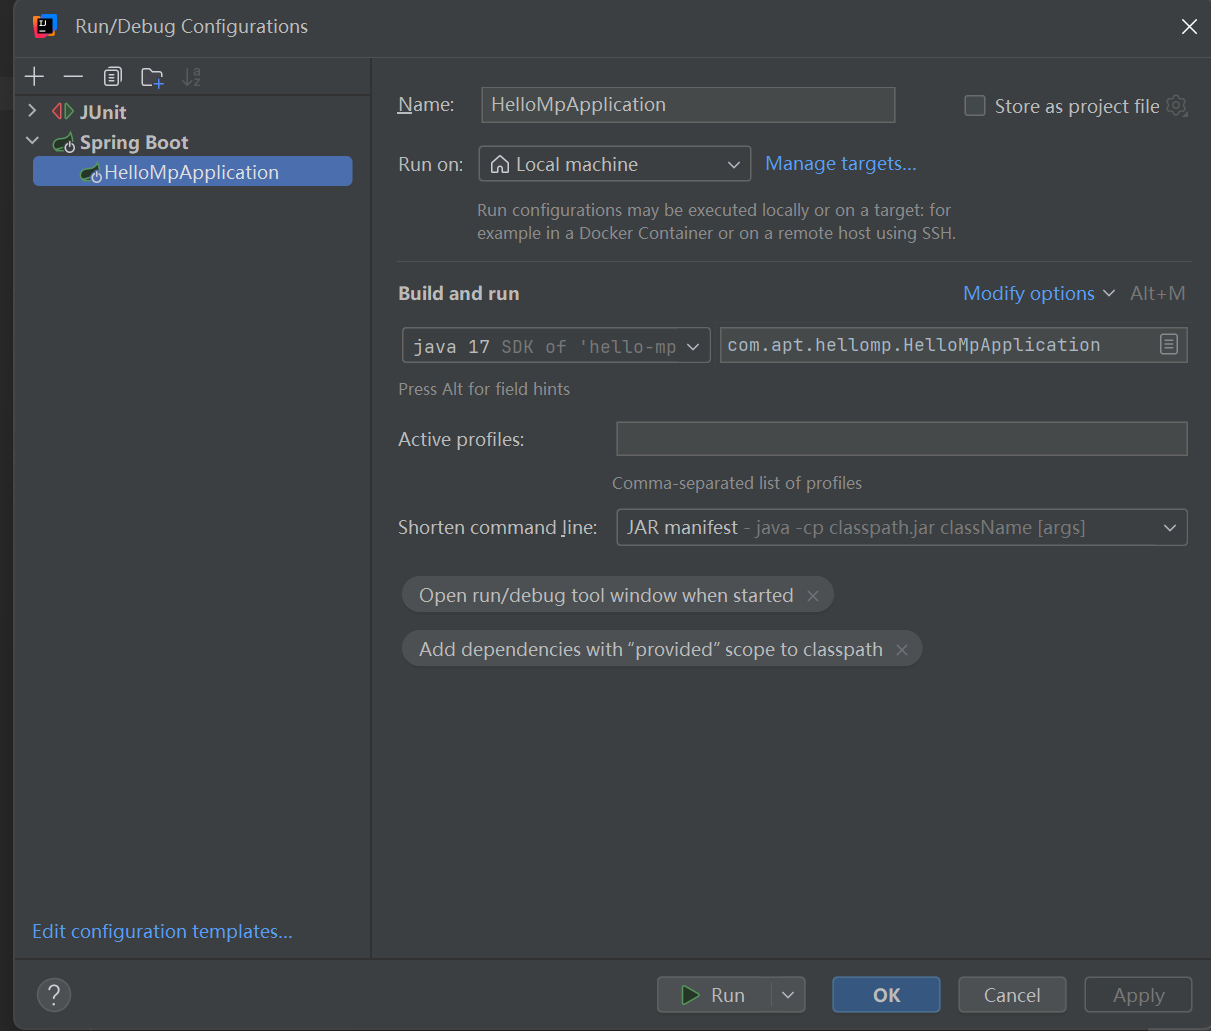 Run/Debug Configurations
JUnit
Spring Boot
HelloMpApplication
Edit configuration templates...
Name: HelloMpApplication Store as project file
Run on: Local machine Manage targets...
Run configurations may be executed locally or on a target: for
example in a Docker Container or on a remote host using SSH.
Build and run Modify options Alt+M
java 17 SDK of 'hello-mp com.apt.hellomp.HelloMpApplication
Press Alt for field hints
Active profiles:
Comma-separated list of profiles
Shorten command line: JAR manifest - java -cp classpath.jar className [args]
Open run/debug tool window when started ×
Add dependencies with “provided” scope to classpath ×
? Run OK Cancel Apply